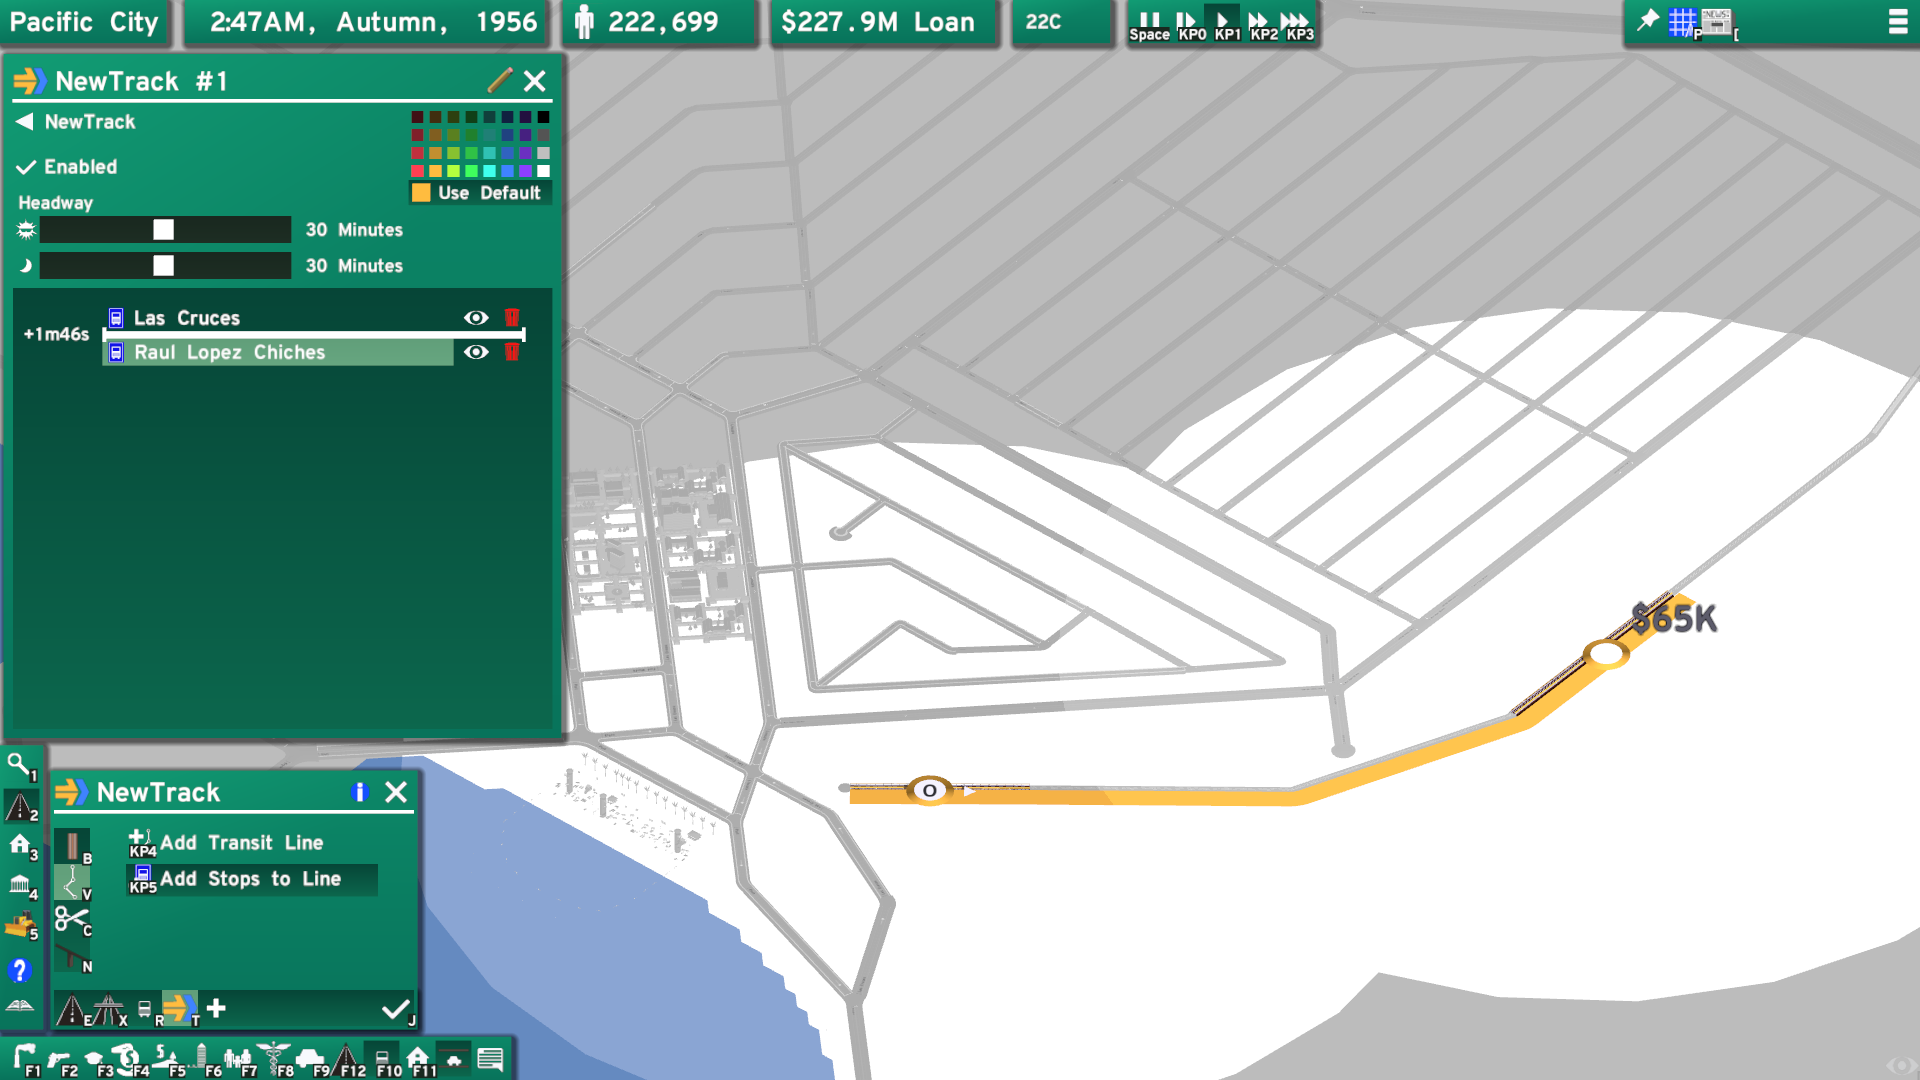 Pacific City
2:47AM, Autumn, 1956
222,699
$227.9M Loan
22C
Space KP0 KP1 KP2 KP3
P NEWS [
NewTrack #1
NewTrack
Enabled
Use Default
Headway
30 Minutes
30 Minutes
Las Cruces
+1m46s
Raul Lopez Chiches
$65K
O
1
2
3
4
5
?
NewTrack
i
B
KP4 Add Transit Line
V
KP5 Add Stops to Line
C
N
E X R T J
F1 F2 F3 F4 F5 F6 F7 F8 F9 F12 F10 F11